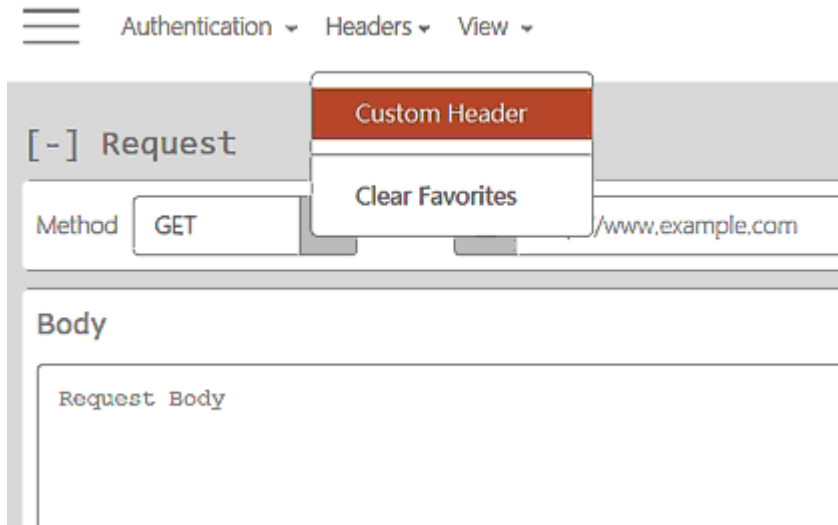 Authentication Headers View
Custom Header
[-] Request
Clear Favorites
Method GET /www.example.com
Body
Request Body